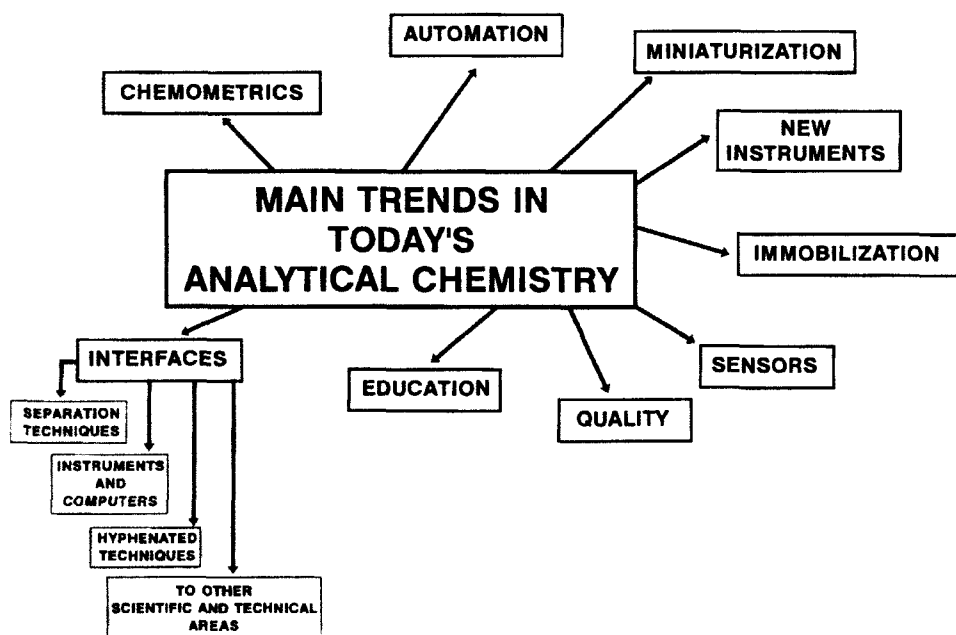 AUTOMATION
MINIATURIZATION
CHEMOMETRICS
NEW
INSTRUMENTS
MAIN TRENDS IN
TODAY'S
ANALYTICAL CHEMISTRY
IMMOBILIZATION
INTERFACES
SENSORS
EDUCATION
QUALITY
SEPARATION
TECHNIQUES
INSTRUMENTS
AND
COMPUTERS
HYPHENATED
TECHNIQUES
TO OTHER
SCIENTIFIC AND TECHNICAL
AREAS